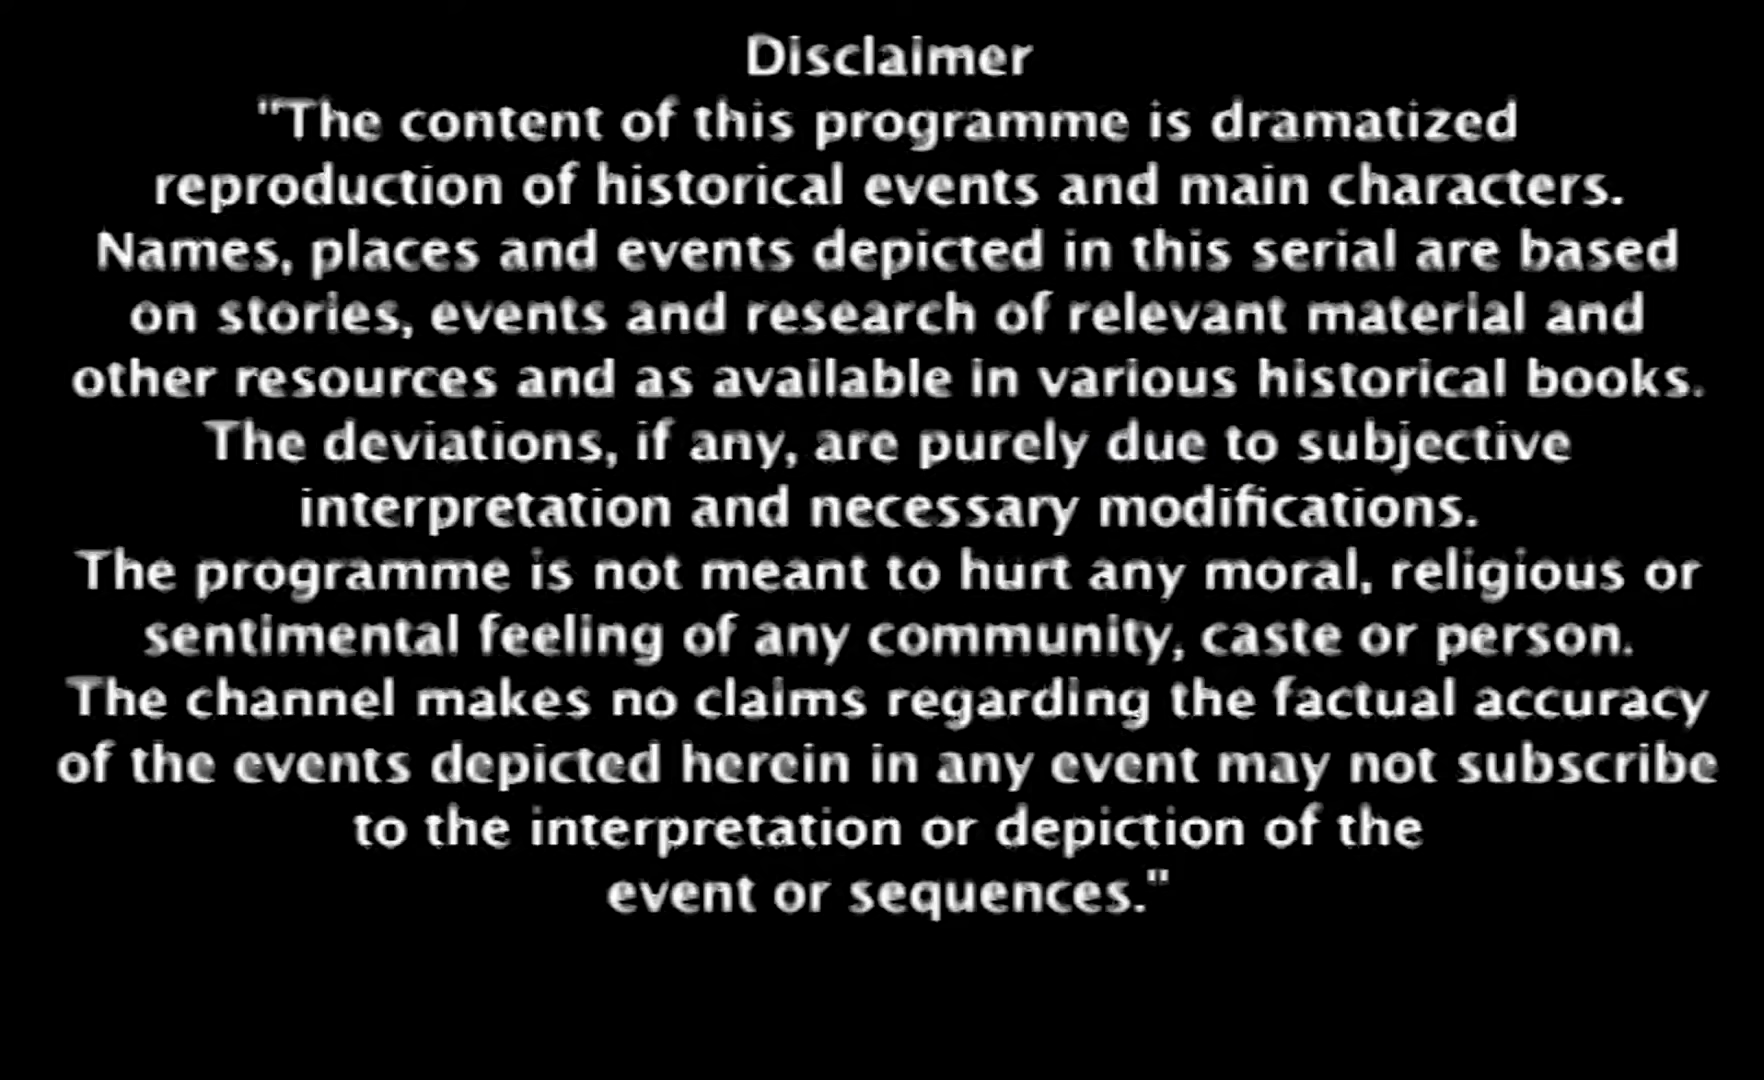 Disclaimer
"The content of this programme is dramatized
reproduction of historical events and main characters.
Names, places and events depicted in this serial are based
on stories, events and research of relevant material and
other resources and as available in various historical books.
The deviations, if any, are purely due to subjective
interpretation and necessary modifications.
The programme is not meant to hurt any moral, religious or
sentimental feeling of any community, caste or person.
The channel makes no claims regarding the factual accuracy
of the events depicted herein in any event may not subscribe
to the interpretation or depiction of the
event or sequences."